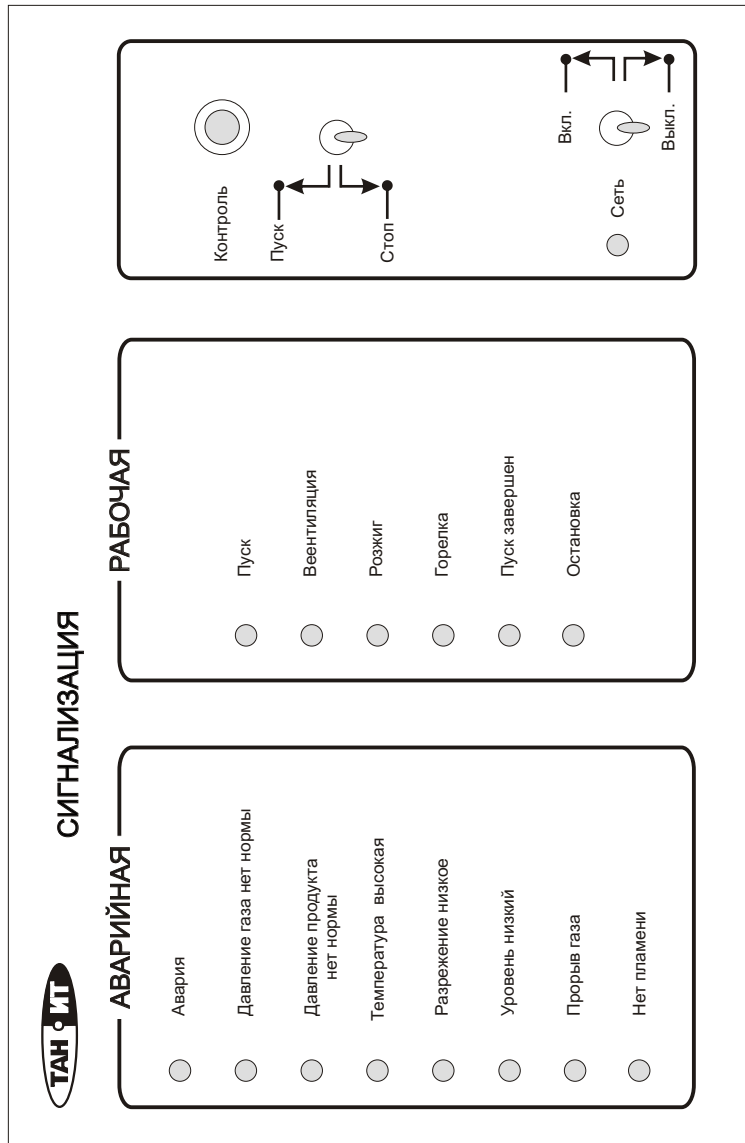 ТАН ИТ
СИГНАЛИЗАЦИЯ
АВАРИЙНАЯ
Авария
Давление газа нет нормы
Давление продукта
нет нормы
Температура высокая
Разрежение низкое
Уровень низкий
Прорыв газа
Нет пламени
РАБОЧАЯ
Пуск
Веентиляция
Розжиг
Горелка
Пуск завершен
Остановка
Контроль
Пуск
Стоп
Сеть
Вкл.
Выкл.